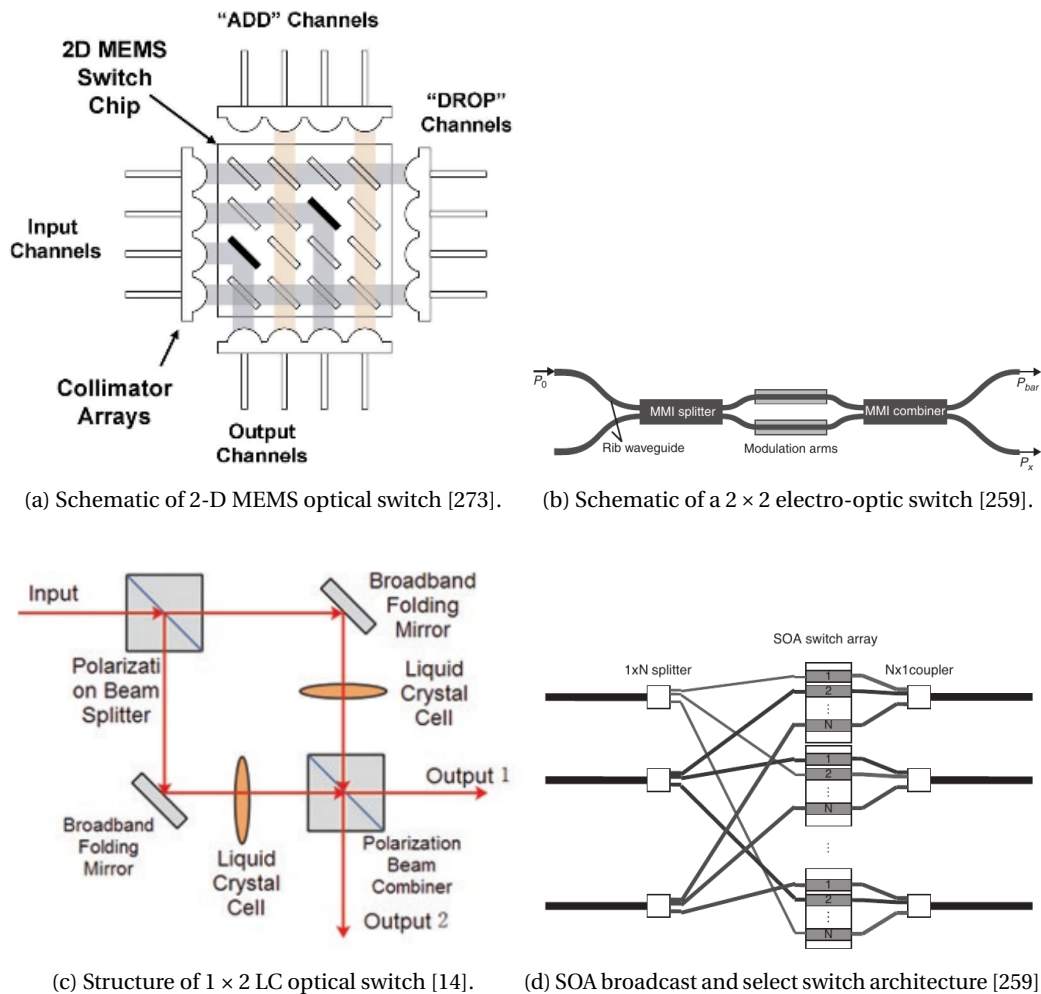 “ADD” Channels
2D MEMS
Switch
Chip
“DROP”
Channels
Input
Channels
Collimator
Arrays
Output
Channels
P0
MMI splitter
MMI combiner
Pbar
Rib waveguide
Modulation arms
Px
(a) Schematic of 2-D MEMS optical switch [273].
(b) Schematic of a 2 × 2 electro-optic switch [259].
Input
Broadband
Folding
Mirror
Polarizati
on Beam
Splitter
Liquid
Crystal
Cell
Output 1
Broadband
Folding
Mirror
Liquid
Crystal
Cell
Polarization
Beam
Combiner
Output 2
SOA switch array
1xN splitter
Nx1coupler
1
2
⋮
N
1
2
⋮
N
⋮
1
2
⋮
N
(c) Structure of 1 × 2 LC optical switch [14].
(d) SOA broadcast and select switch architecture [259]